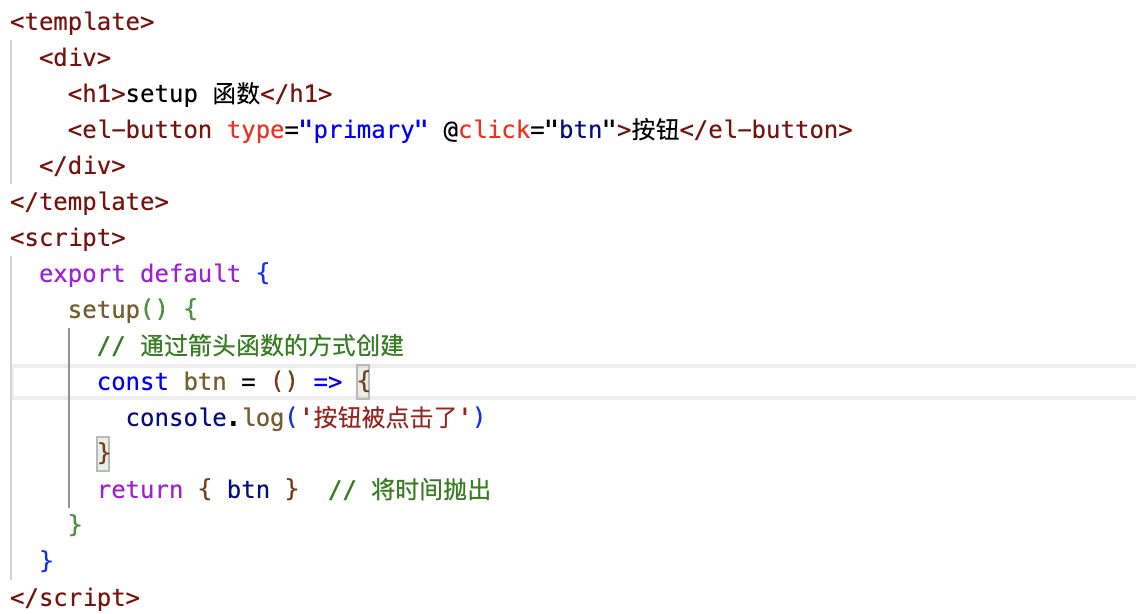 <template>
<div>
<h1>setup 函数</h1>
<el-button type="primary" @click="btn">按钮</el-button>
</div>
</template>
<script>
export default {
setup() {
// 通过箭头函数的方式创建
const btn = () => {
console.log('按钮被点击了')
}
return { btn }  // 将时间抛出
}
}
</script>